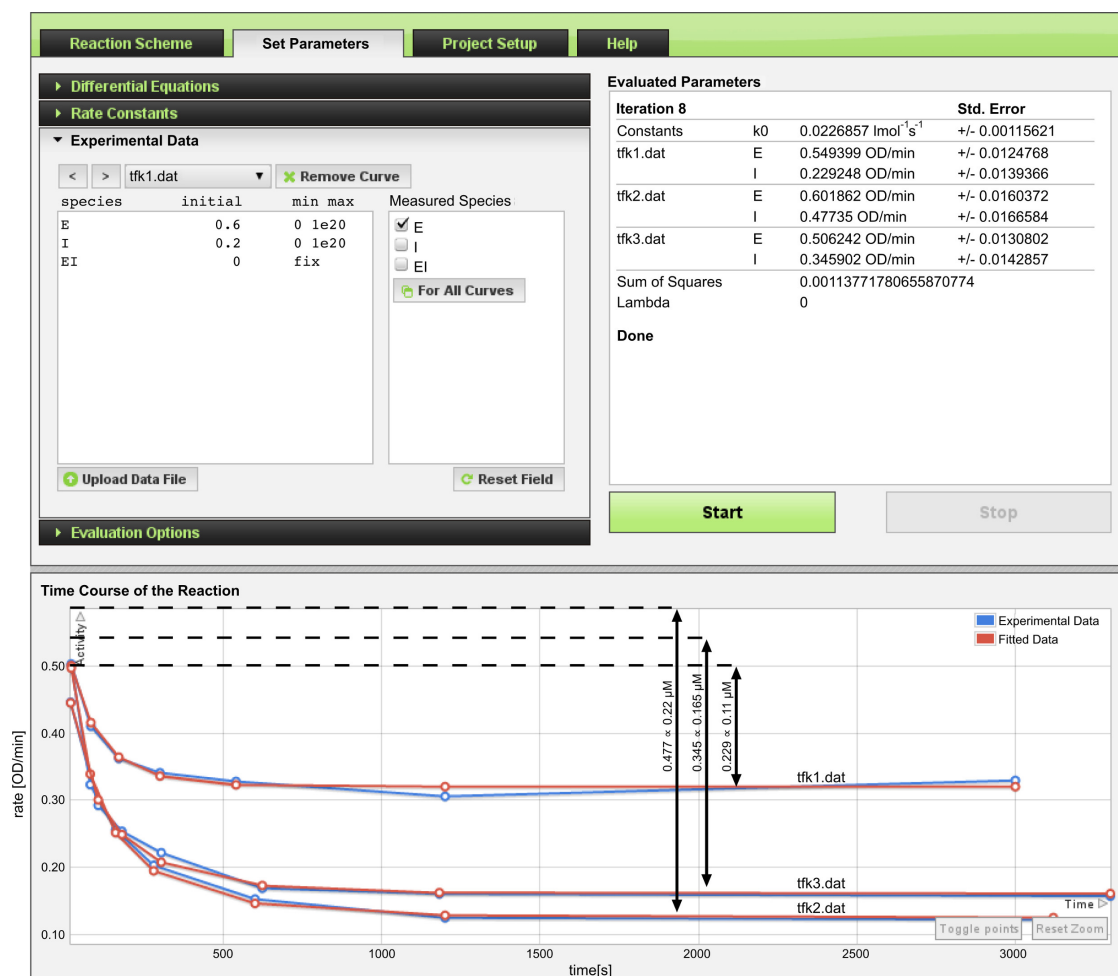 Reaction Scheme Set Parameters Project Setup Help
Differential Equations
Rate Constants
Experimental Data
< > tfk1.dat Remove Curve
species initial min max
E 0.6 0 1e20
I 0.2 0 1e20
EI 0 fix
Measured Species
E
I
EI
For All Curves
Upload Data File
Reset Field
Evaluation Options
Evaluated Parameters
Iteration 8 Std. Error
Constants k0 0.0226857 lmol⁻¹s⁻¹ +/- 0.00115621
tfk1.dat E 0.549399 OD/min +/- 0.0124768
I 0.229248 OD/min +/- 0.0139366
tfk2.dat E 0.601862 OD/min +/- 0.0160372
I 0.47735 OD/min +/- 0.0166584
tfk3.dat E 0.506242 OD/min +/- 0.0130802
I 0.345902 OD/min +/- 0.0142857
Sum of Squares 0.00113771780655870774
Lambda 0
Done
Start Stop
Time Course of the Reaction
Activity
Experimental Data
Fitted Data
0.50
0.40
0.30
0.20
0.10
rate [OD/min]
0.477 ∝ 0.22 µM
0.345 ∝ 0.165 µM
0.229 ∝ 0.11 µM
tfk1.dat
tfk3.dat
tfk2.dat
Time
Toggle points Reset Zoom
500 1000 1500 2000 2500 3000
time[s]